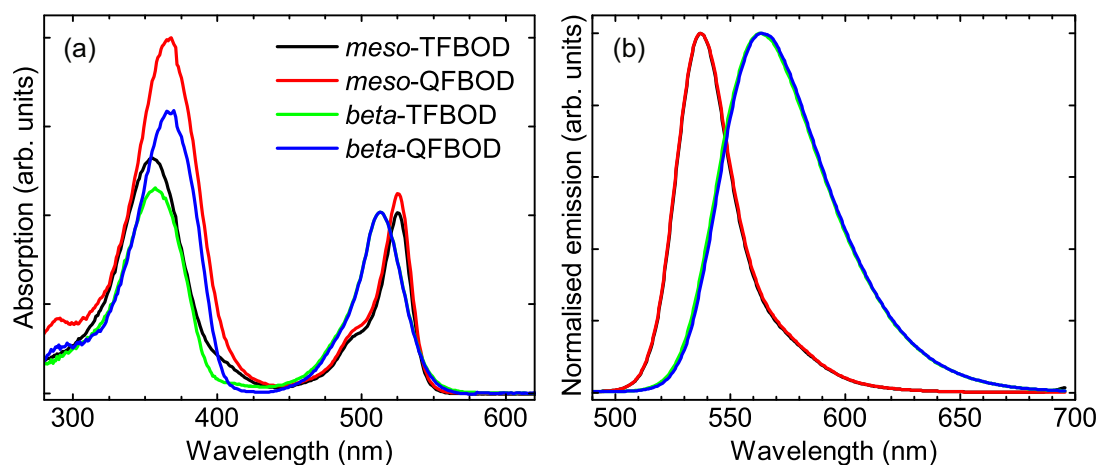 (a)
meso-TFBOD
meso-QFBOD
beta-TFBOD
beta-QFBOD
Absorption (arb. units)
300 400 500 600
Wavelength (nm)
(b)
Normalised emission (arb. units)
500 550 600 650 700
Wavelength (nm)